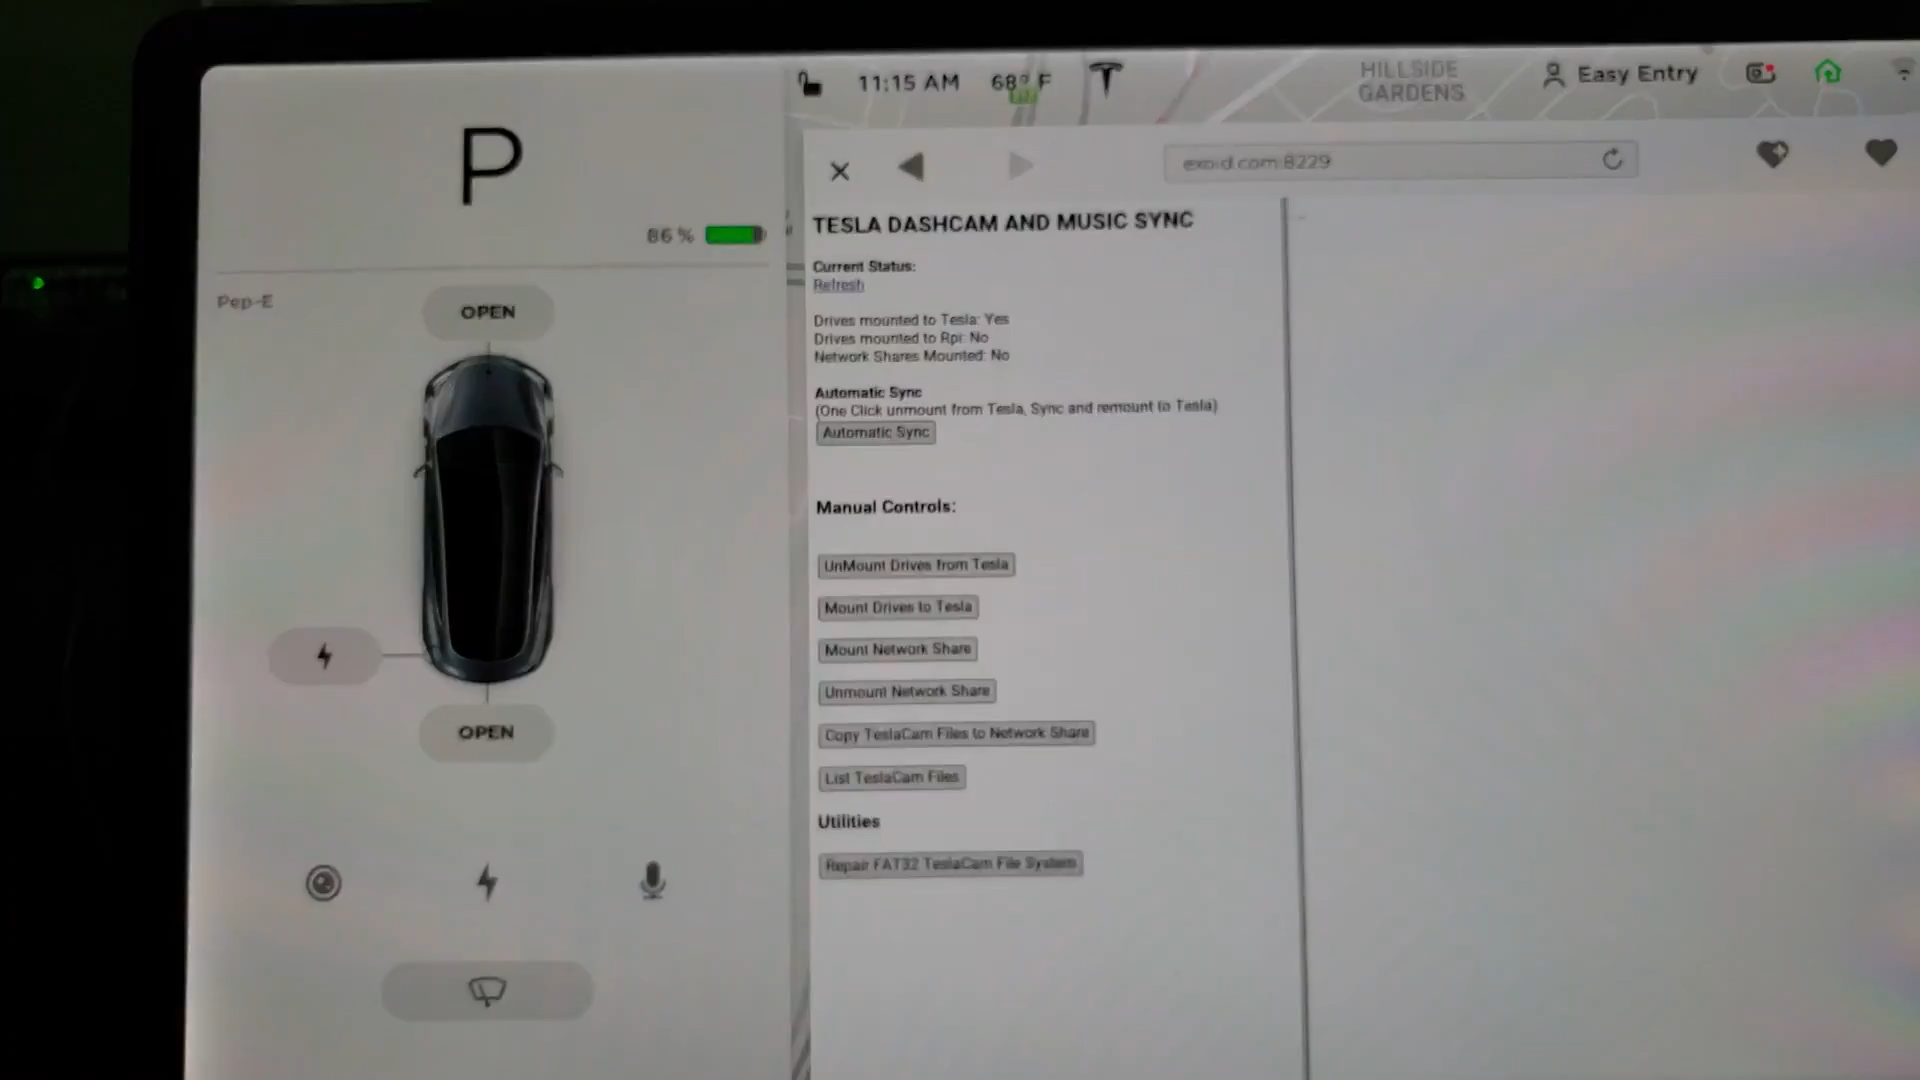 P
86 %
Pep-E
OPEN
OPEN
11:15 AM
68° F
HILLSIDE
GARDENS
Easy Entry
exoid.com:8229
TESLA DASHCAM AND MUSIC SYNC
Current Status:
Refresh
Drives mounted to Tesla: Yes
Drives mounted to Rpi: No
Network Shares Mounted: No
Automatic Sync
(One Click unmount from Tesla, Sync and remount to Tesla)
Automatic Sync
Manual Controls:
UnMount Drives from Tesla
Mount Drives to Tesla
Mount Network Share
Unmount Network Share
Copy TeslaCam Files to Network Share
List TeslaCam Files
Utilities
Repair FAT32 TeslaCam File System